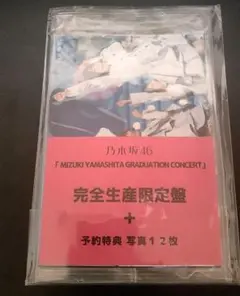 乃木坂46
「MIZUKI YAMASHITA GRADUATION CONCERT」
完全生産限定盤
+
予約特典 写真12枚